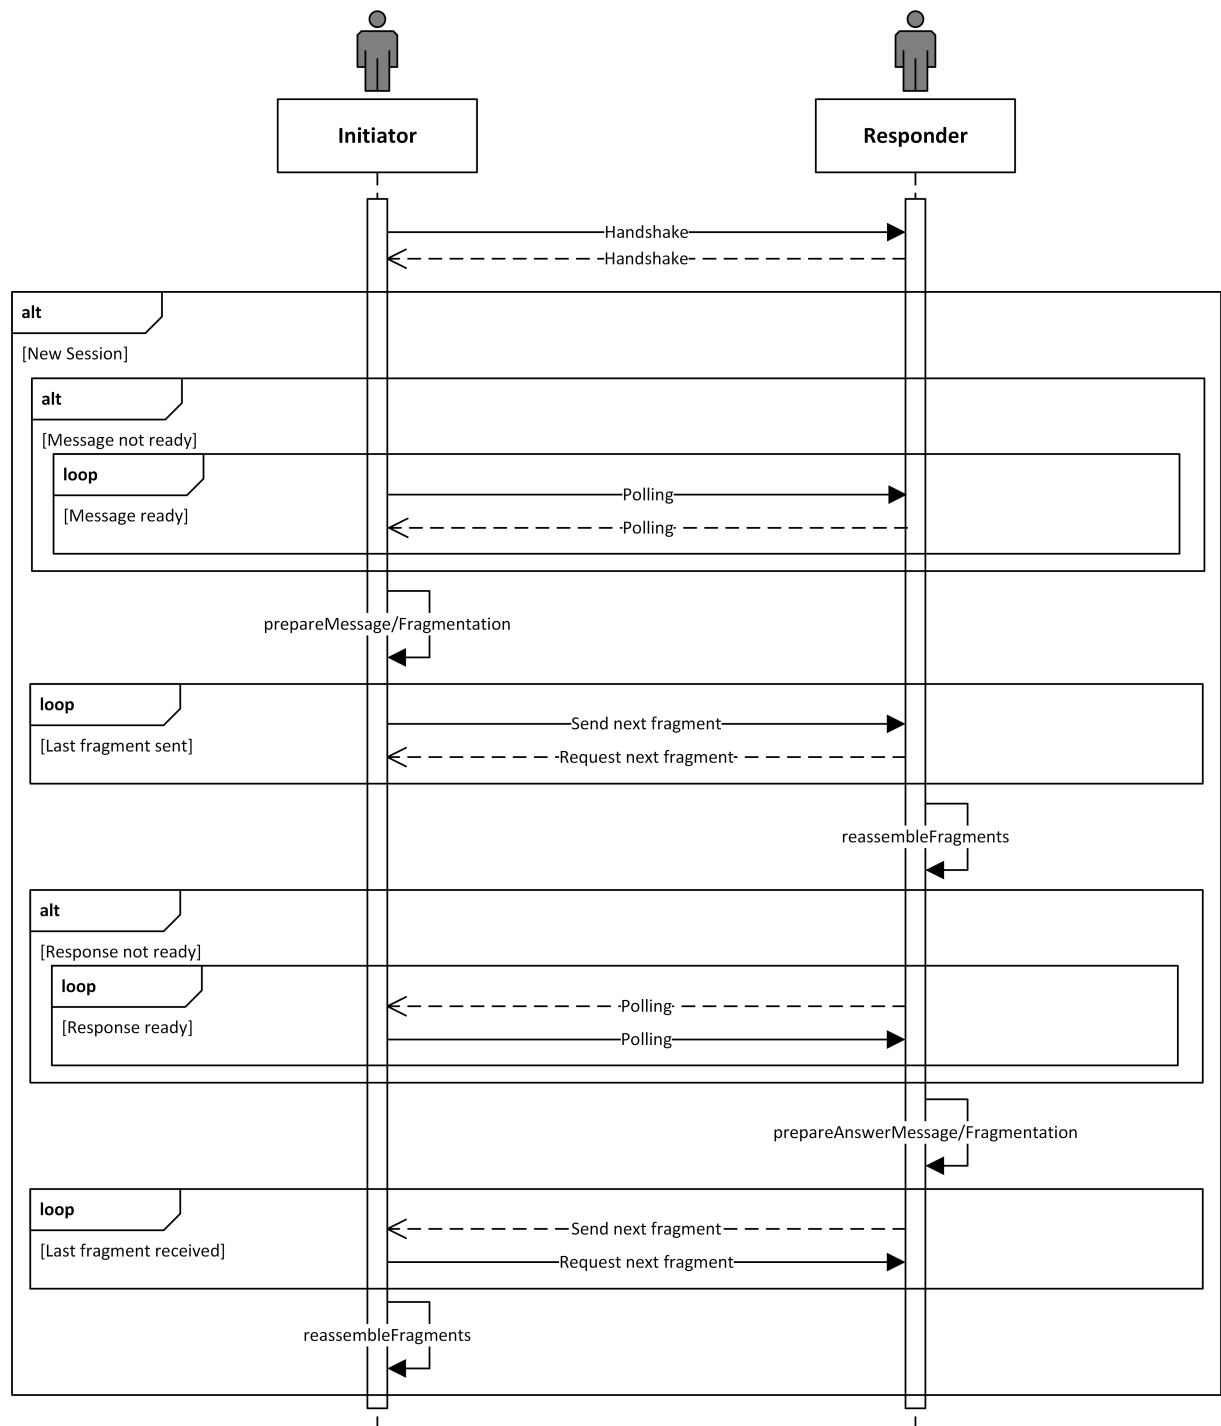 Initiator
Responder
Handshake
Handshake
alt
[New Session]
alt
[Message not ready]
loop
Polling
[Message ready]
Polling
prepareMessage/Fragmentation
loop
Send next fragment
[Last fragment sent]
Request next fragment
reassembleFragments
alt
[Response not ready]
loop
Polling
[Response ready]
Polling
prepareAnswerMessage/Fragmentation
loop
Send next fragment
[Last fragment received]
Request next fragment
reassembleFragments